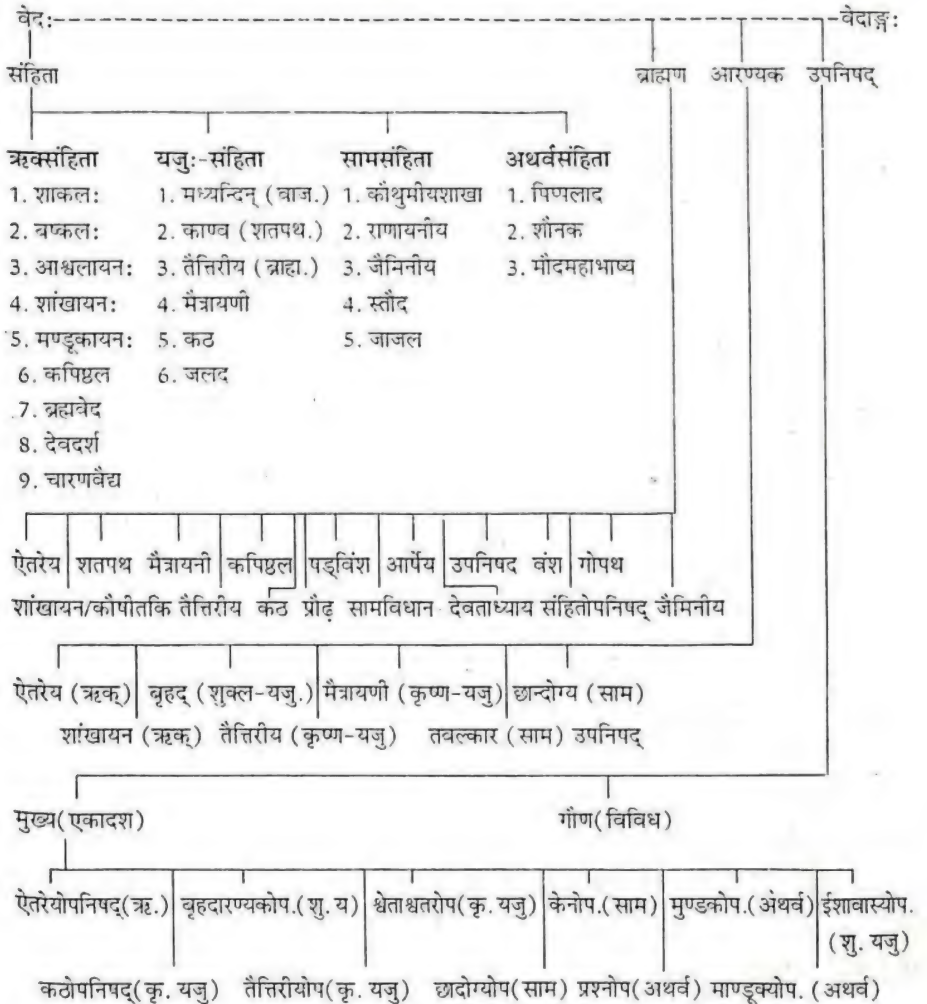 वेद: वेदाङ्ग:
संहिता ब्राह्मण आरण्यक उपनिषद्
ऋक्संहिता यजु:-संहिता सामसंहिता अथर्वसंहिता
1. शाकल: 1. मध्यन्दिन् (वाज.) 1. कौथुमीयशाखा 1. पिप्पलाद
2. बष्कल: 2. काण्व (शतपथ.) 2. राणायनीय 2. शौनक
3. आश्वलायन: 3. तैत्तिरीय (ब्राह्म.) 3. जैमिनीय 3. मौदमहाभाष्य
4. शांखायन: 4. मैत्रायणी 4. स्तौद
5. मण्डूकायन: 5. कठ 5. जाजल
6. कपिष्ठल 6. जलद
7. ब्रह्मवेद
8. देवदर्श
9. चारणवैद्य
ऐतरेय शतपथ मैत्रायनी कपिष्ठल षड्विंश आर्षेय उपनिषद वंश गोपथ
शांखायन/कौषीतकि तैत्तिरीय कठ प्रौढ़ सामविधान देवताध्याय संहितोपनिषद् जैमिनीय
ऐतरेय (ऋक्) बृहद् (शुक्ल-यजु.) मैत्रायणी (कृष्ण-यजु) छान्दोग्य (साम)
शांखायन (ऋक्) तैत्तिरीय (कृष्ण-यजु) तवल्कार (साम) उपनिषद्
मुख्य(एकादश) गौण(विविध)
ऐतरेयोपनिषद्(ऋ.) बृहदारण्यकोप.(शु. य) श्वेताश्वतरोप(कृ. यजु) केनोप.(साम) मुण्डकोप.(अंथर्व) ईशावास्योप.
(शु. यजु)
कठोपनिषद्(कृ. यजु) तैत्तिरीयोप(कृ. यजु) छादोग्योप(साम) प्रश्नोप(अथर्व) माण्डूक्योप. (अथर्व)